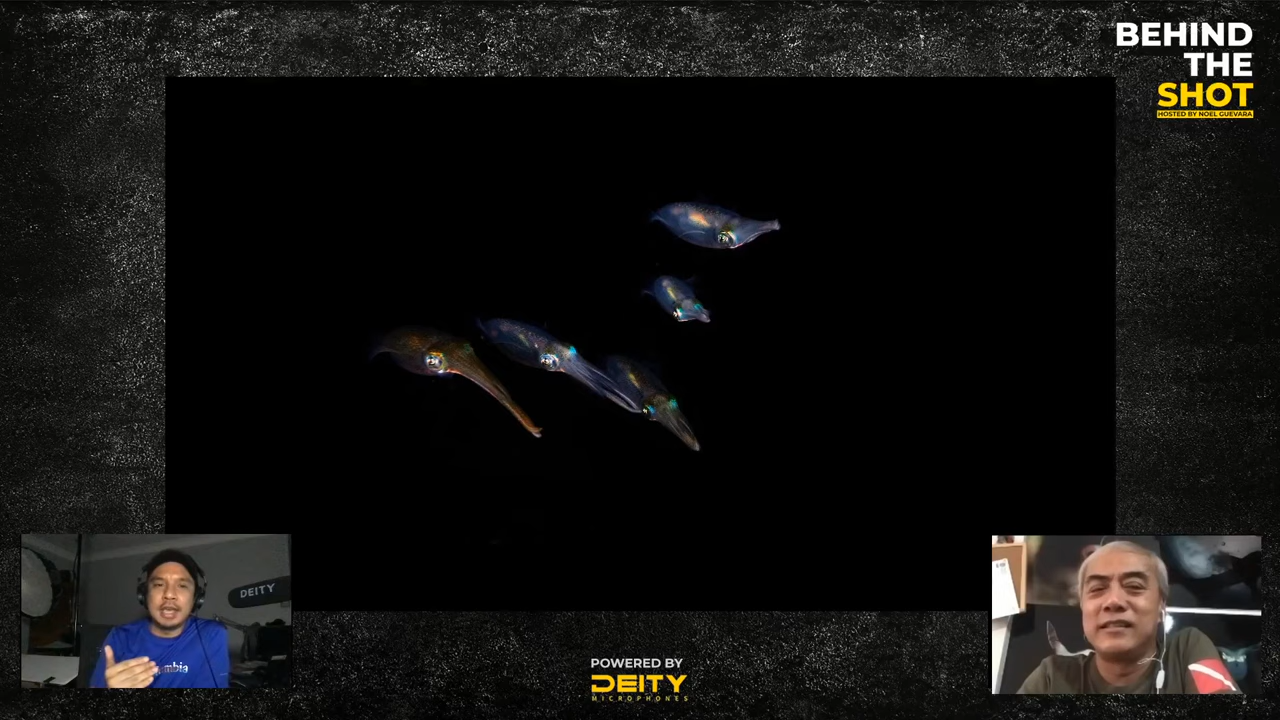 BEHIND
THE
SHOT
HOSTED BY NOEL GUEVARA
DEITY
POWERED BY
DEITY
MICROPHONES